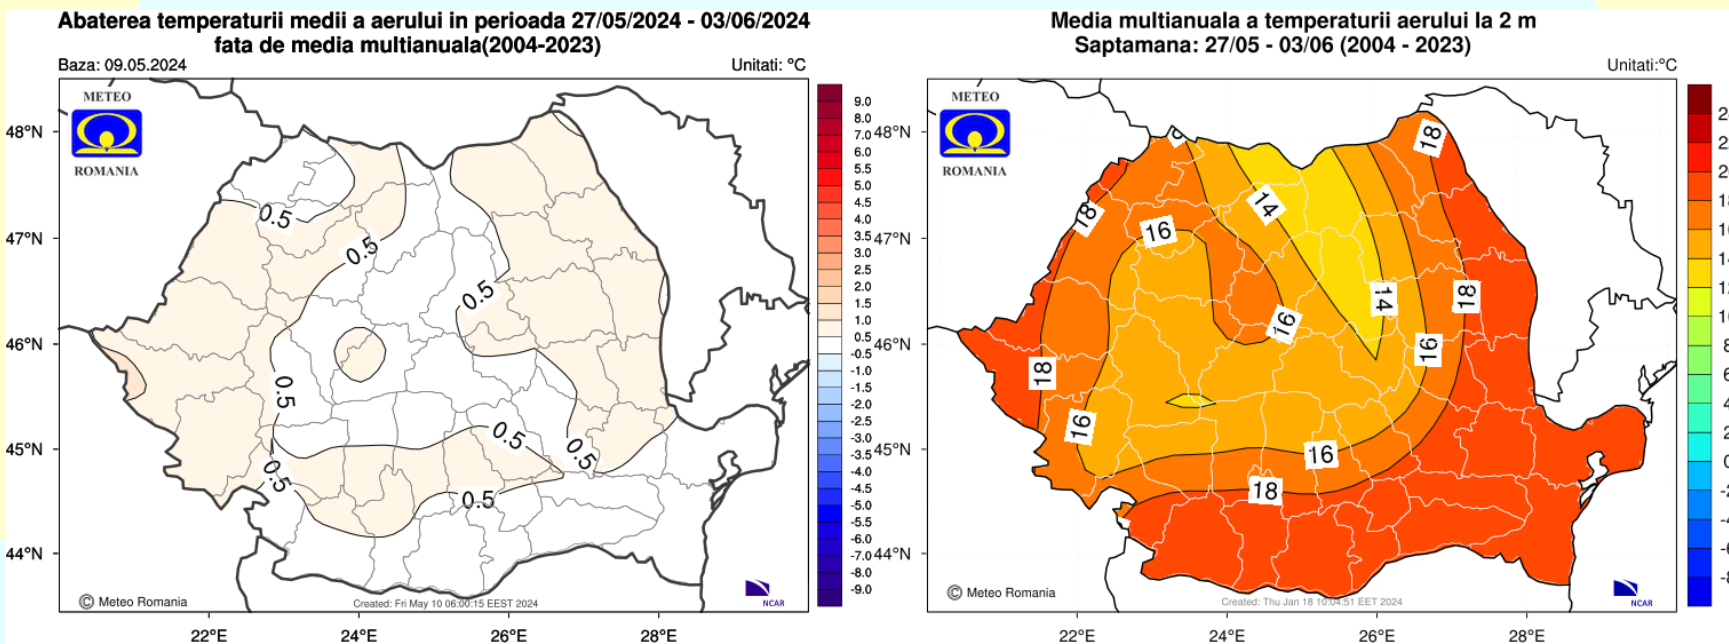 Abaterea temperaturii medii a aerului in perioada 27/05/2024 - 03/06/2024
fata de media multianuala(2004-2023)
Baza: 09.05.2024
Unitati: °C
METEO
ROMANIA
48°N
47°N
46°N
45°N
44°N
22°E
24°E
26°E
28°E
0.5
0.5
0.5
0.5
0.5
0.5
0.5
0.5
9.0
8.0
7.0
6.0
5.5
5.0
4.5
4.0
3.5
3.0
2.5
2.0
1.5
1.0
0.5
-0.5
-1.0
-1.5
-2.0
-2.5
-3.0
-3.5
-4.0
-4.5
-5.0
-5.5
-6.0
-7.0
-8.0
-9.0
© Meteo Romania
Created: Fri May 10 06:00:15 EEST 2024
NCAR
Media multianuala a temperaturii aerului la 2 m
Saptamana: 27/05 - 03/06 (2004 - 2023)
Unitati:°C
METEO
ROMANIA
48°N
47°N
46°N
45°N
44°N
22°E
24°E
26°E
28°E
18
14
18
16
18
14
16
16
18
16
16
18
© Meteo Romania
Created: Thu Jan 18 10:04:51 EET 2024
NCAR